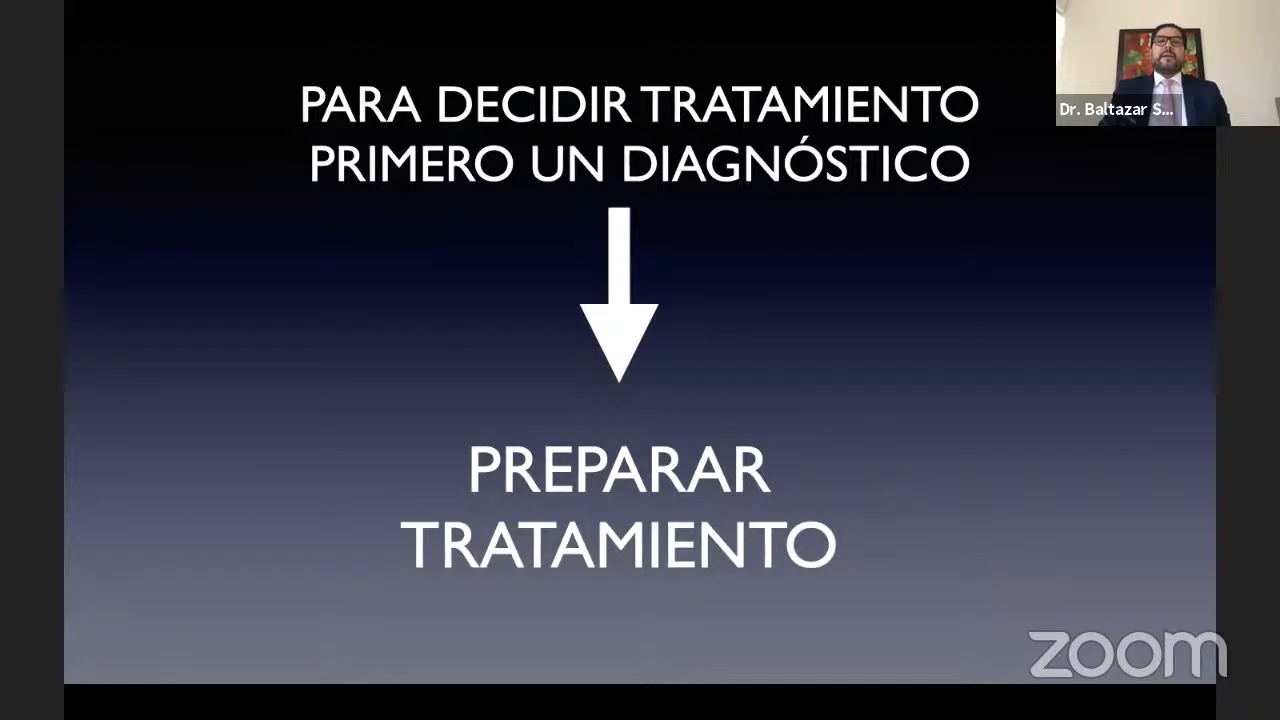 PARA DECIDIR TRATAMIENTO
PRIMERO UN DIAGNÓSTICO
PREPARAR
TRATAMIENTO
Dr. Baltazar S...
zoom